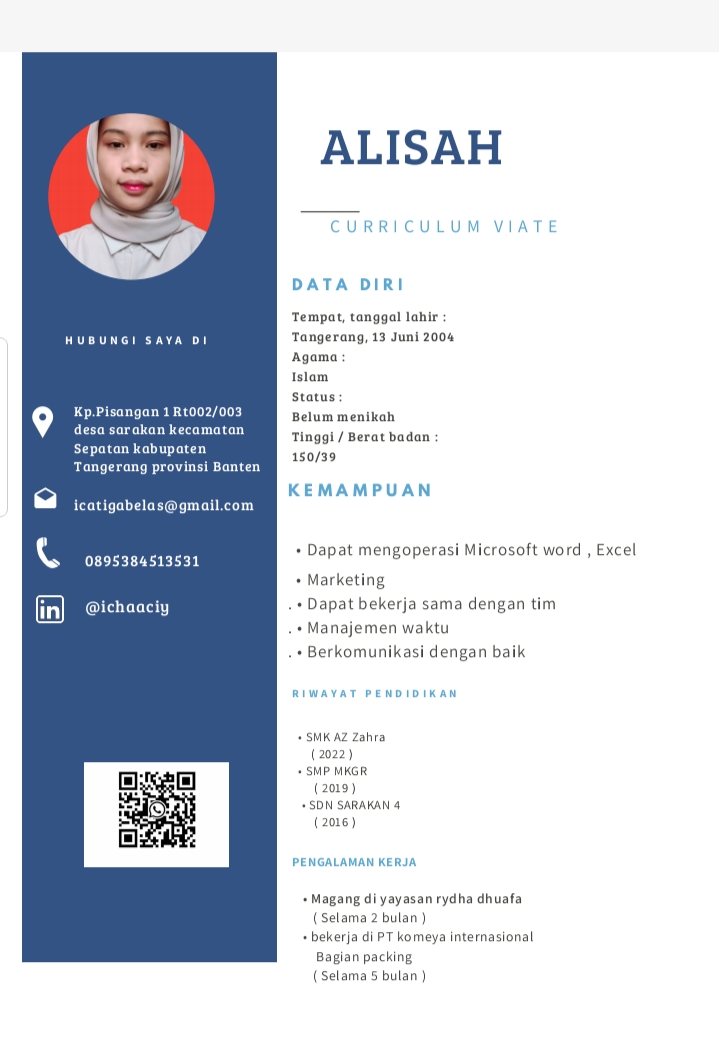 ALISAH
CURRICULUM VIATE
HUBUNGI SAYA DI
Kp.Pisangan 1 Rt002/003
desa sarakan kecamatan
Sepatan kabupaten
Tangerang provinsi Banten
icatigabelas@gmail.com
0895384513531
in
@ichaaciy
DATA DIRI
Tempat, tanggal lahir :
Tangerang, 13 Juni 2004
Agama :
Islam
Status :
Belum menikah
Tinggi / Berat badan :
150/39
KEMAMPUAN
• Dapat mengoperasi Microsoft word , Excel
• Marketing
. • Dapat bekerja sama dengan tim
. • Manajemen waktu
. • Berkomunikasi dengan baik
RIWAYAT PENDIDIKAN
• SMK AZ Zahra
( 2022 )
• SMP MKGR
( 2019 )
• SDN SARAKAN 4
( 2016 )
PENGALAMAN KERJA
• Magang di yayasan rydha dhuafa
( Selama 2 bulan )
• bekerja di PT komeya internasional
Bagian packing
( Selama 5 bulan )